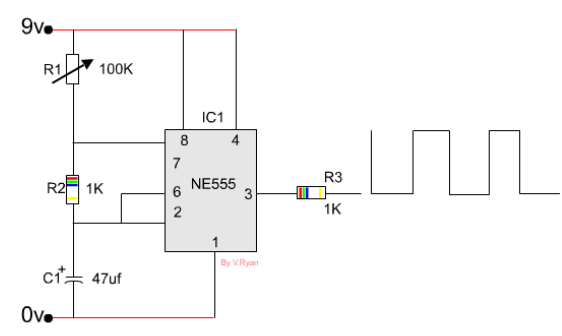 9v
R1 100K
IC1
8 4
7
R2 1K
6 NE555 3
2
R3
1K
1
By V.Ryan
C1 + 47uf
0v